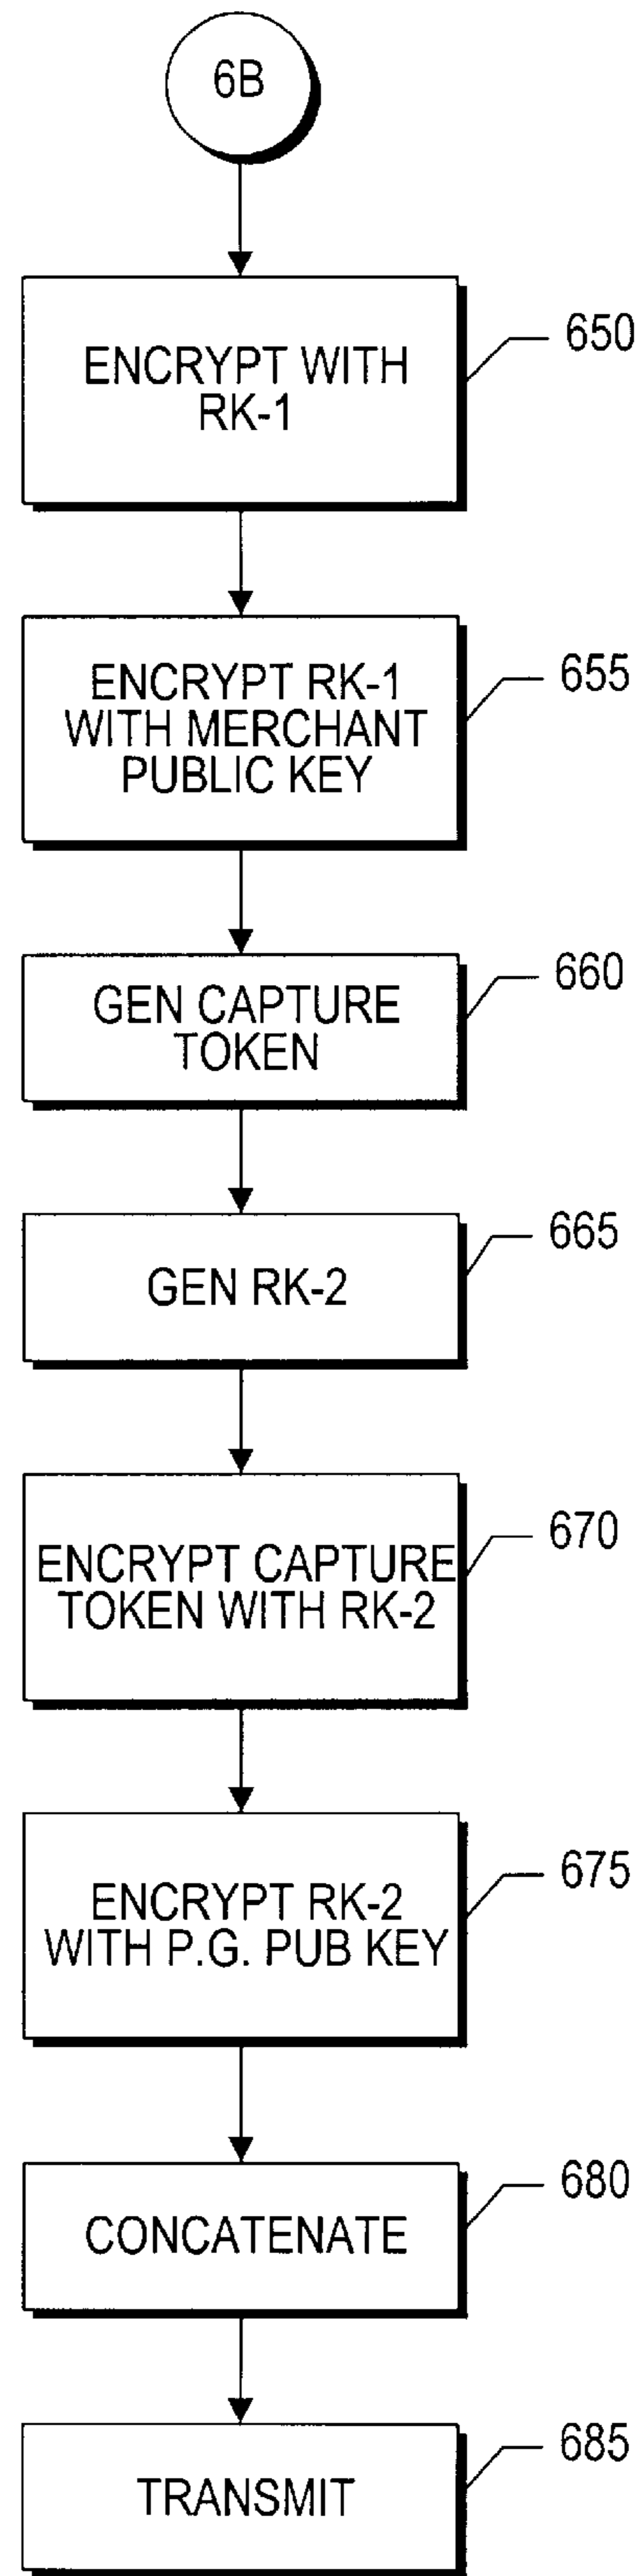 6B
ENCRYPT WITH
RK-1
650
ENCRYPT RK-1
WITH MERCHANT
PUBLIC KEY
655
GEN CAPTURE
TOKEN
660
GEN RK-2
665
ENCRYPT CAPTURE
TOKEN WITH RK-2
670
ENCRYPT RK-2
WITH P.G. PUB KEY
675
CONCATENATE
680
TRANSMIT
685